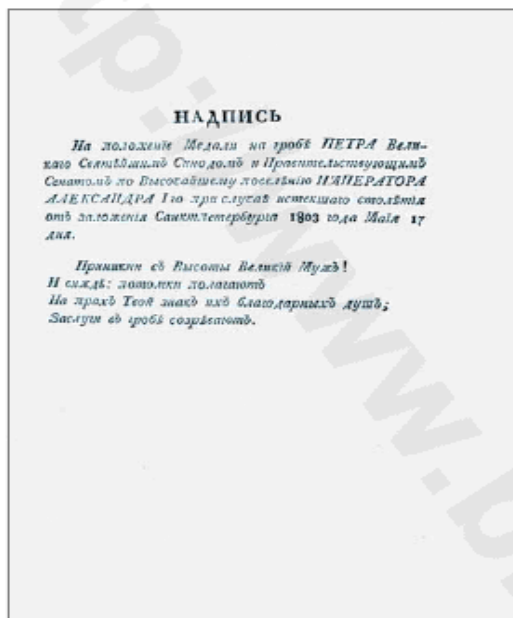 НАДПИСЬ
На положеніе Медали на гробѣ ПЕТРА Вели-
каго Святѣйшимъ Синодомъ и Правительствующимъ
Сенатомъ по Высочайшему повелѣнію ИМПЕРАТОРА
АЛЕКСАНДРА I го при случаѣ истекшаго столѣтія
отъ заложенія Санктпетербурга 1803 года Маія 17
дня.
Приникни съ Высоты Великій Мужъ!
И виждь: потомки полагаютъ
На прахъ Твой знакъ ихъ благодарныхъ душъ;
Заслуги въ гробѣ созрѣваютъ.